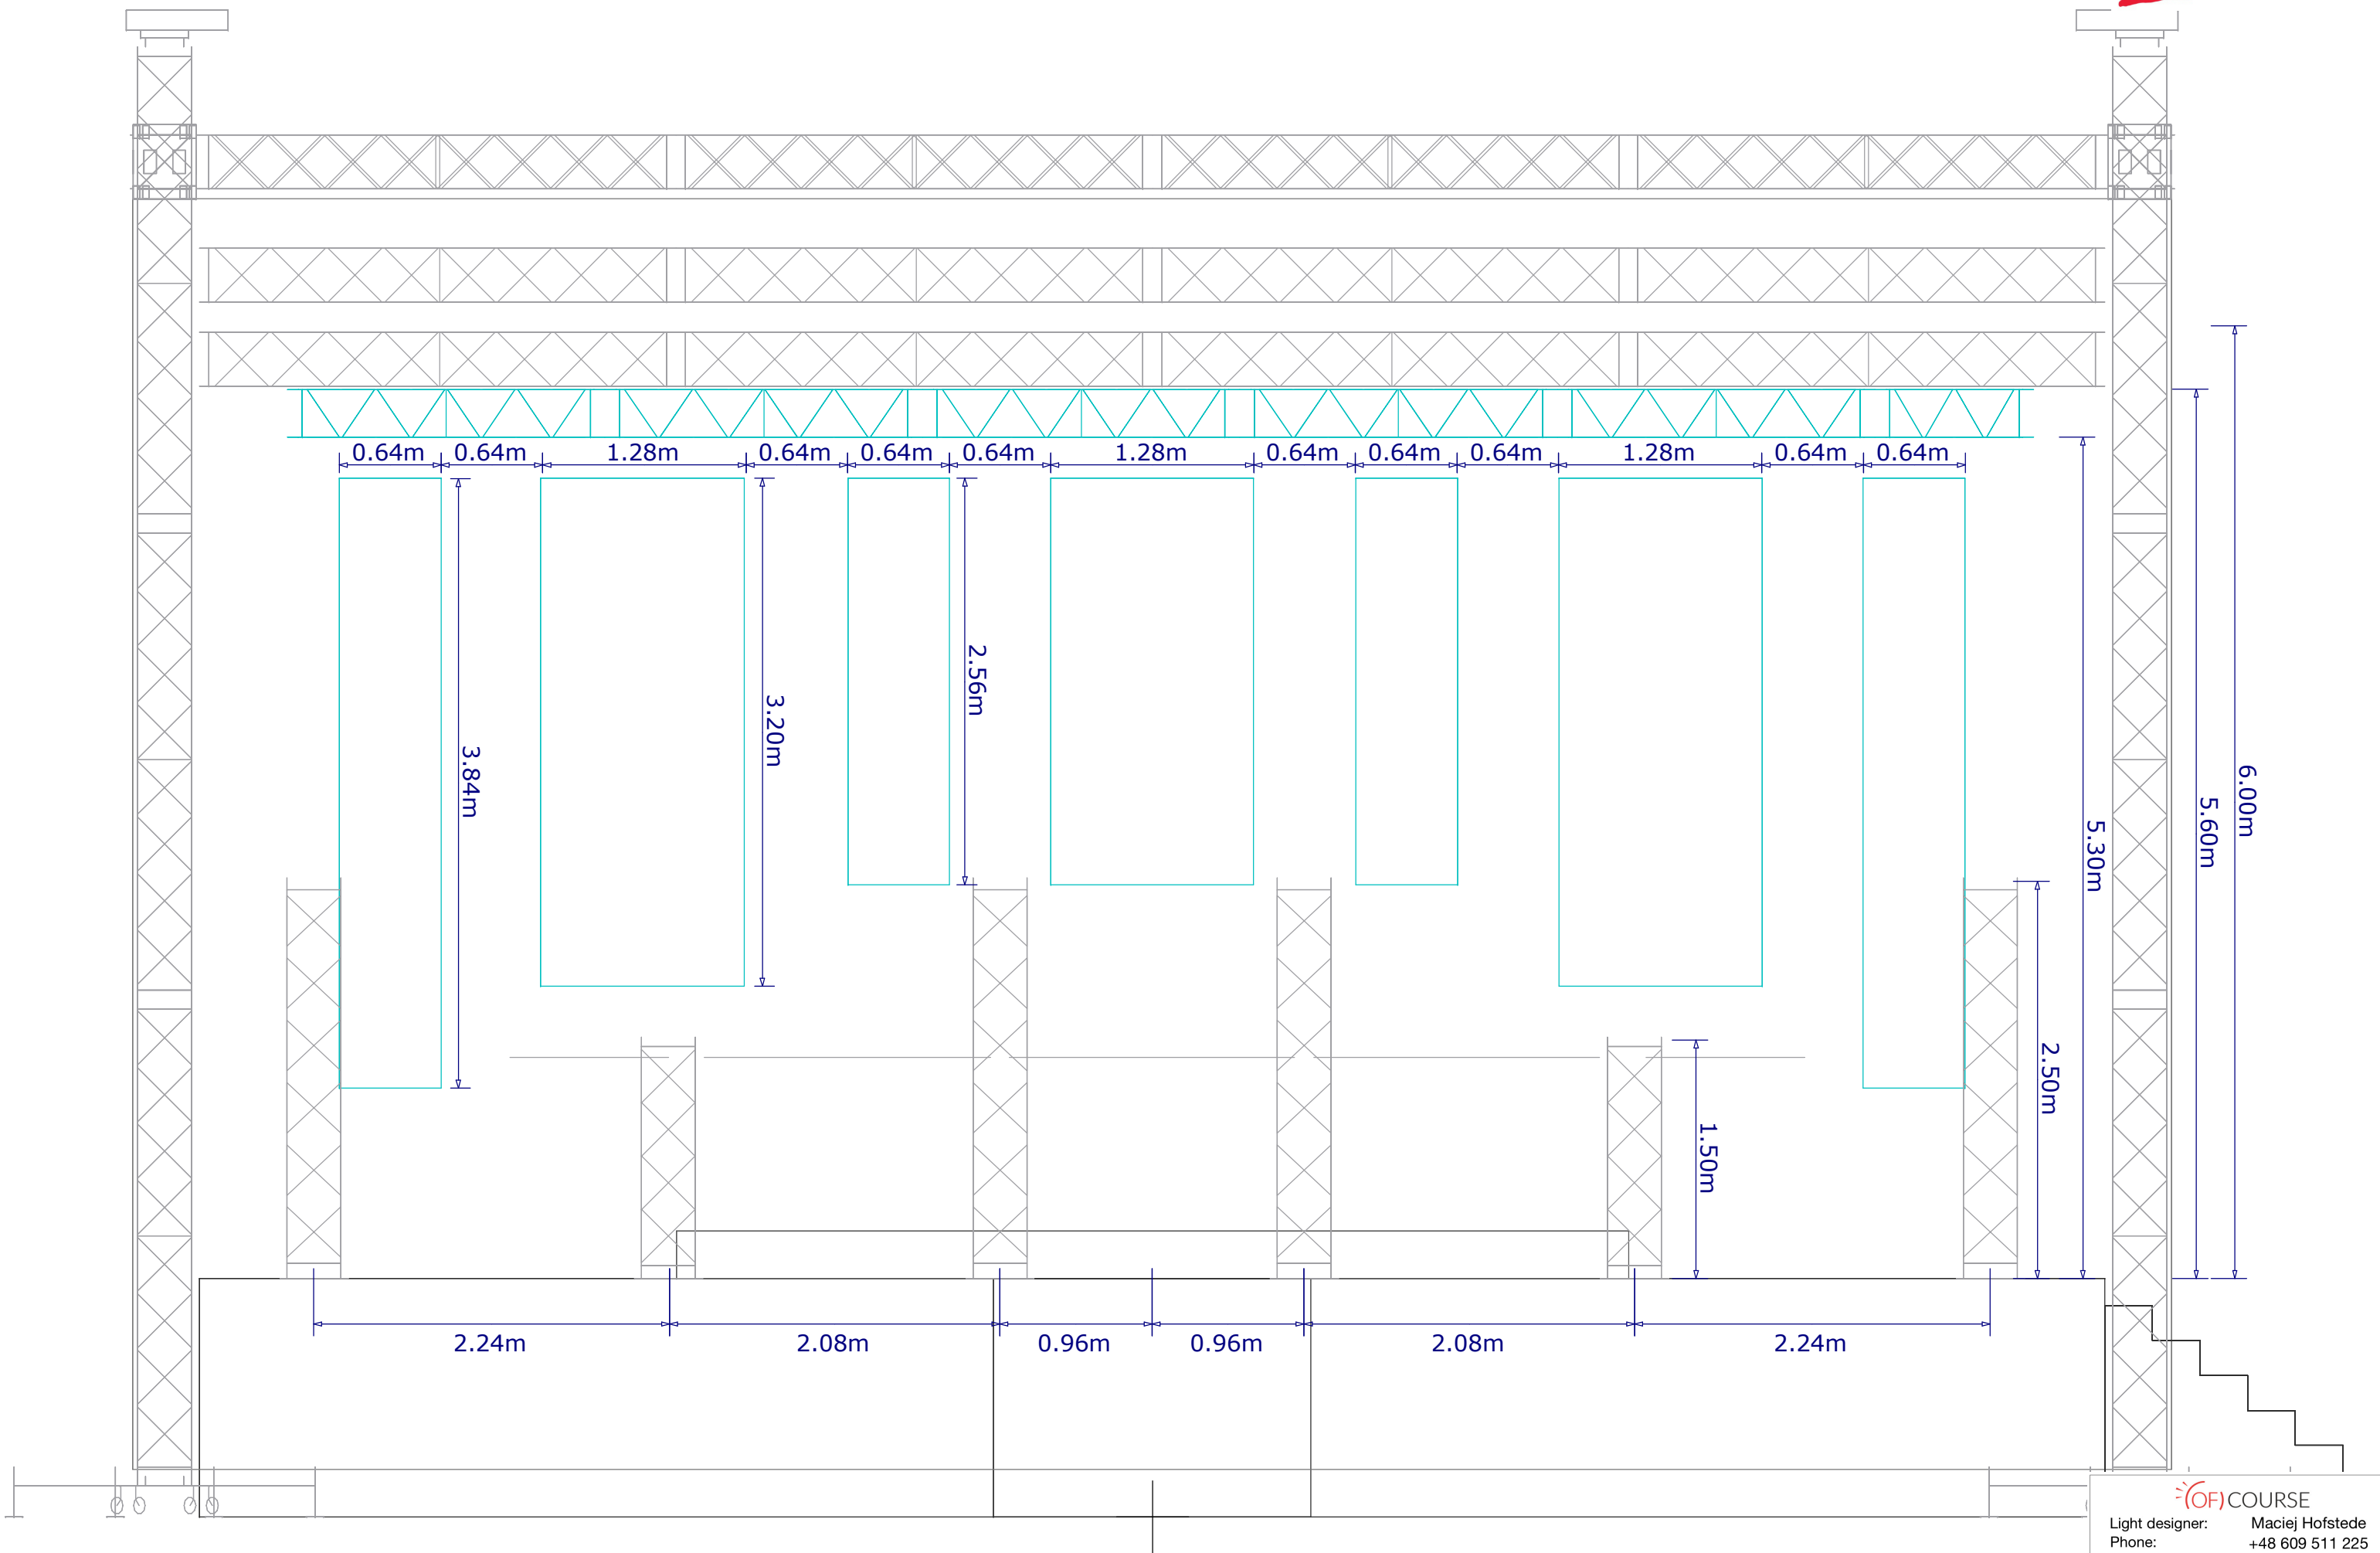 0.64m 0.64m 1.28m 0.64m 0.64m 0.64m 1.28m 0.64m 0.64m 0.64m 1.28m 0.64m 0.64m
2.56m
3.20m
3.84m
6.00m
5.60m
5.30m
2.50m
1.50m
2.24m 2.08m 0.96m 0.96m 2.08m 2.24m
(OF) COURSE
Light designer: Maciej Hofstede
Phone: +48 609 511 225